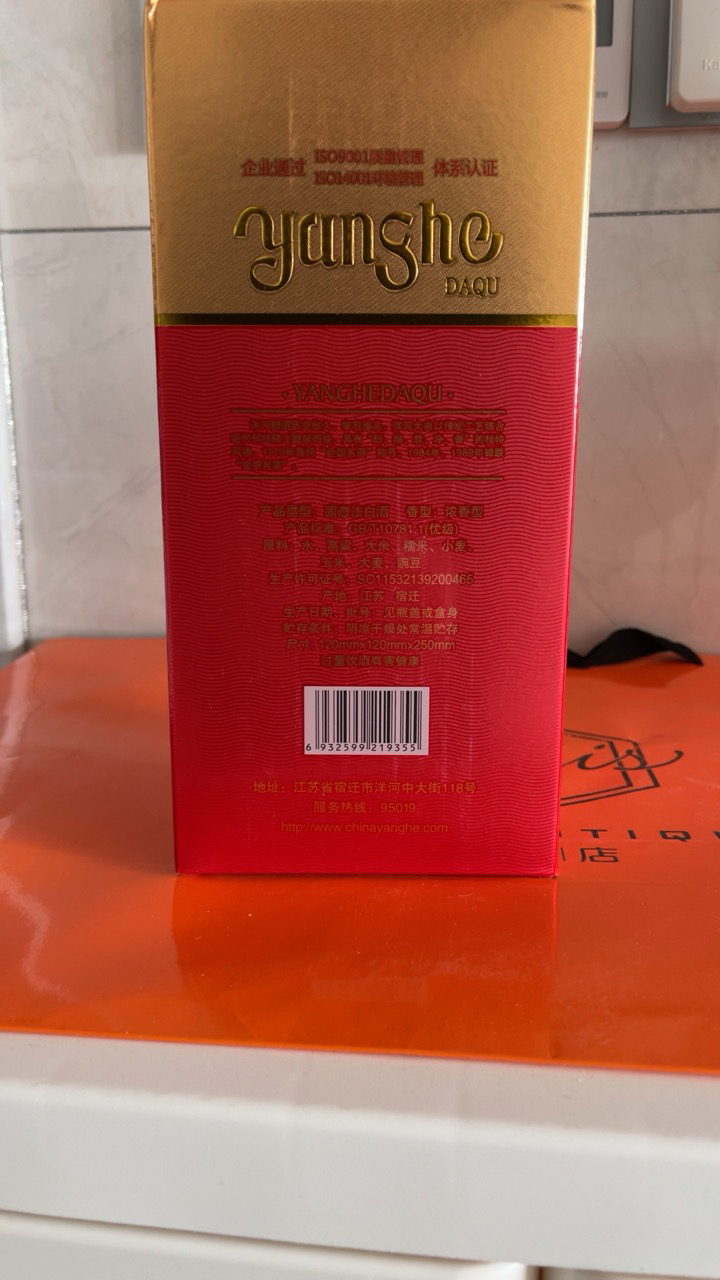 企业通过 ISO9001质量管理 体系认证
ISO14001环境管理
yanghe
DAQU
·YANGHEDAQU·
产品类型：固态法白酒 香型：浓香型
产品标准：GB/T10781.1(优级)
原料：水、高粱、大米、糯米、小麦、
玉米、大麦、豌豆
生产许可证号：SC11532139200465
产地：江苏 宿迁
生产日期、批号：见瓶盖或盒身
贮存条件：阴凉干燥处常温贮存
尺寸:120mmx120mmx250mm
过量饮酒有害健康
6 932599 219355
地址：江苏省宿迁市洋河中大街118号
服务热线：95019
http://www.chinayanghe.com
TIQU
店